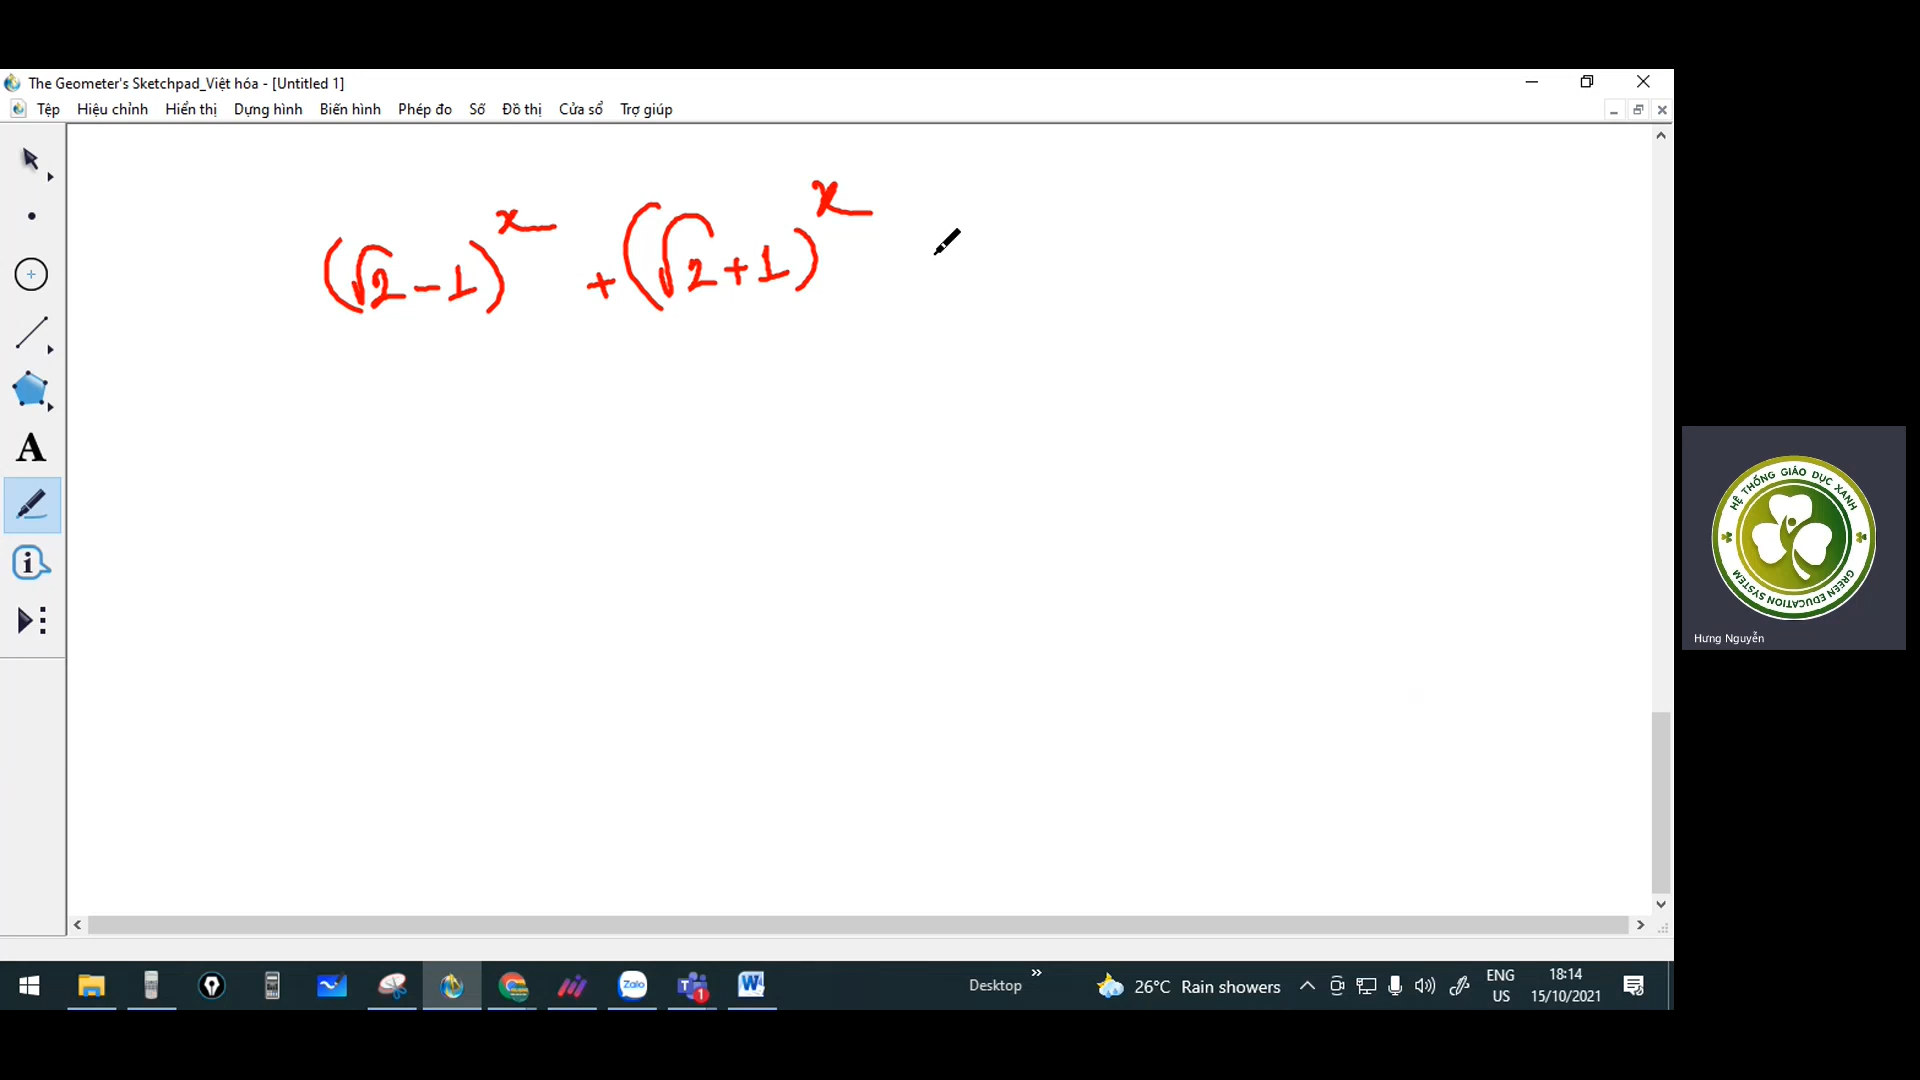 The Geometer's Sketchpad_Việt hóa - [Untitled 1]
Tệp Hiệu chỉnh Hiển thị Dựng hình Biến hình Phép đo Số Đồ thị Cửa sổ Trợ giúp
(√2-1)^x + (√2+1)^x
A
i
HỆ THỐNG GIÁO DỤC XANH
GREEN EDUCATION SYSTEM
Hưng Nguyễn
Zalo
T
1
W
Desktop
»
26°C Rain showers
ENG
US
18:14
15/10/2021